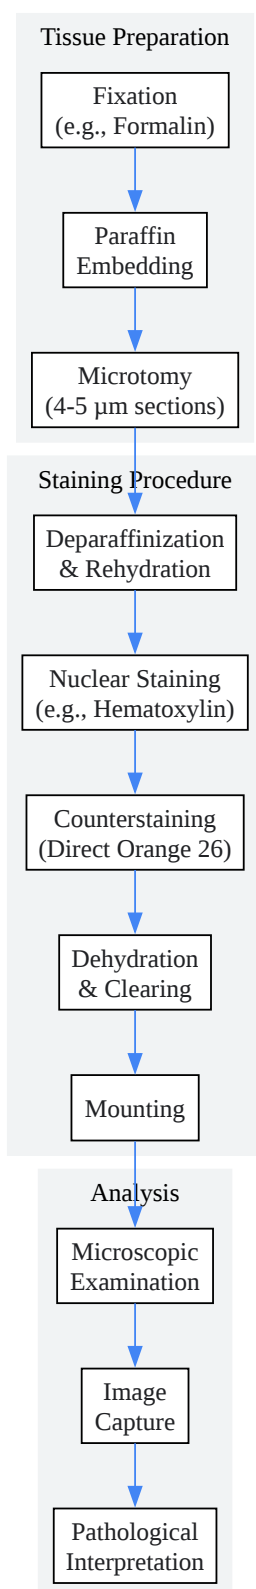 Tissue Preparation
Fixation
(e.g., Formalin)
Paraffin
Embedding
Microtomy
(4-5 µm sections)
Staining Procedure
Deparaffinization
& Rehydration
Nuclear Staining
(e.g., Hematoxylin)
Counterstaining
(Direct Orange 26)
Dehydration
& Clearing
Mounting
Analysis
Microscopic
Examination
Image
Capture
Pathological
Interpretation